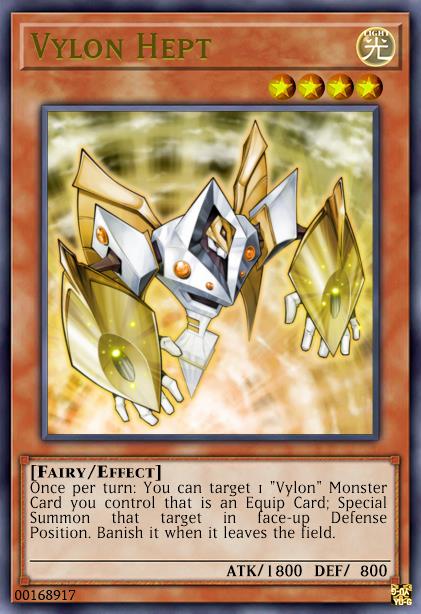 VYLON HEPT
LIGHT
光
[FAIRY/EFFECT]
Once per turn: You can target 1 "Vylon" Monster
Card you control that is an Equip Card; Special
Summon that target in face-up Defense
Position. Banish it when it leaves the field.
ATK/1800 DEF/ 800
00168917